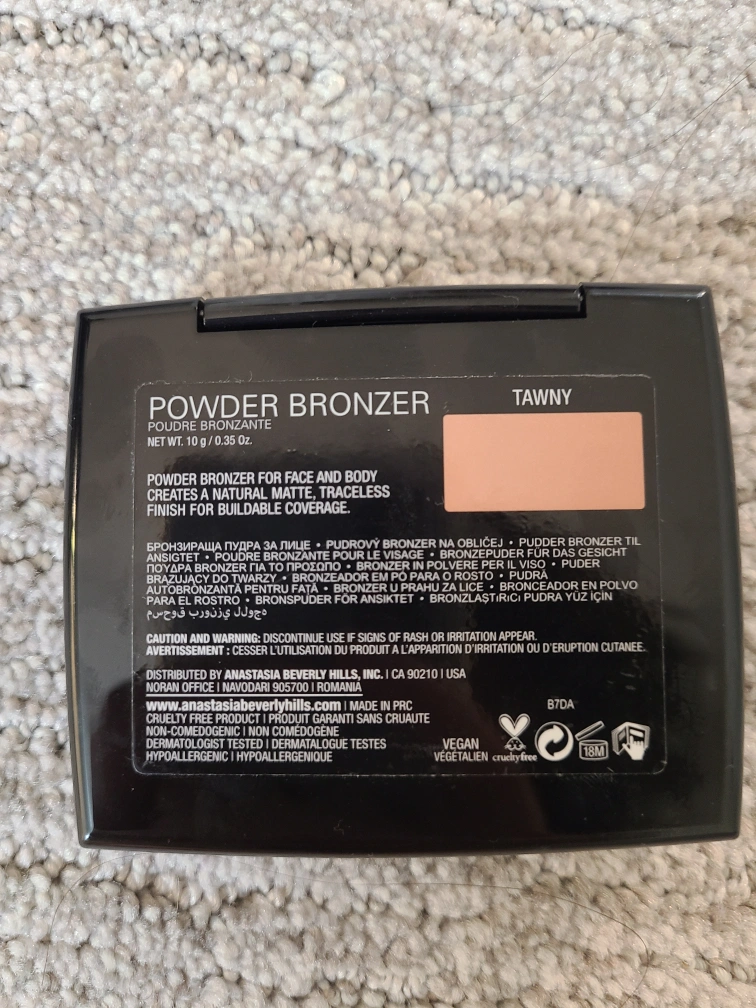 POWDER BRONZER
POUDRE BRONZANTE
NET WT. 10 g / 0.35 Oz.
TAWNY
POWDER BRONZER FOR FACE AND BODY
CREATES A NATURAL MATTE, TRACELESS
FINISH FOR BUILDABLE COVERAGE.
БРОНЗИРАЩА ПУДРА ЗА ЛИЦЕ • PUDROVÝ BRONZER NA OBLIČEJ • PUDDER BRONZER TIL
ANSIGTET • POUDRE BRONZANTE POUR LE VISAGE • BRONZEPUDER FÜR DAS GESICHT
ΠΟΥΔΡΑ BRONZER ΓΙΑ ΤΟ ΠΡΟΣΩΠΟ • BRONZER IN POLVERE PER IL VISO • PUDER
BRĄZUJĄCY DO TWARZY • BRONZEADOR EM PÓ PARA O ROSTO • PUDRĂ
AUTOBRONZANTĂ PENTRU FAȚĂ • BRONZER U PRAHU ZA LICE • BRONCEADOR EN POLVO
PARA EL ROSTRO • BRONSPUDER FÖR ANSIKTET • BRONZLAŞTIRICI PUDRA YÜZ İÇİN
مسحوق برونزي للوجه
CAUTION AND WARNING: DISCONTINUE USE IF SIGNS OF RASH OR IRRITATION APPEAR.
AVERTISSEMENT : CESSER L'UTILISATION DU PRODUIT A L'APPARITION D'IRRITATION OU D'ERUPTION CUTANEE.
DISTRIBUTED BY ANASTASIA BEVERLY HILLS, INC. | CA 90210 | USA
NORAN OFFICE | NAVODARI 905700 | ROMANIA
www.anastasiabeverlyhills.com | MADE IN PRC
CRUELTY FREE PRODUCT | PRODUIT GARANTI SANS CRUAUTE
NON-COMEDOGENIC | NON COMÉDOGÈNE
DERMATOLOGIST TESTED | DERMATALOGUE TESTES
HYPOALLERGENIC | HYPOALLERGENIQUE
B7DA
VEGAN
VÉGÉTALIEN
crueltyfree
18M